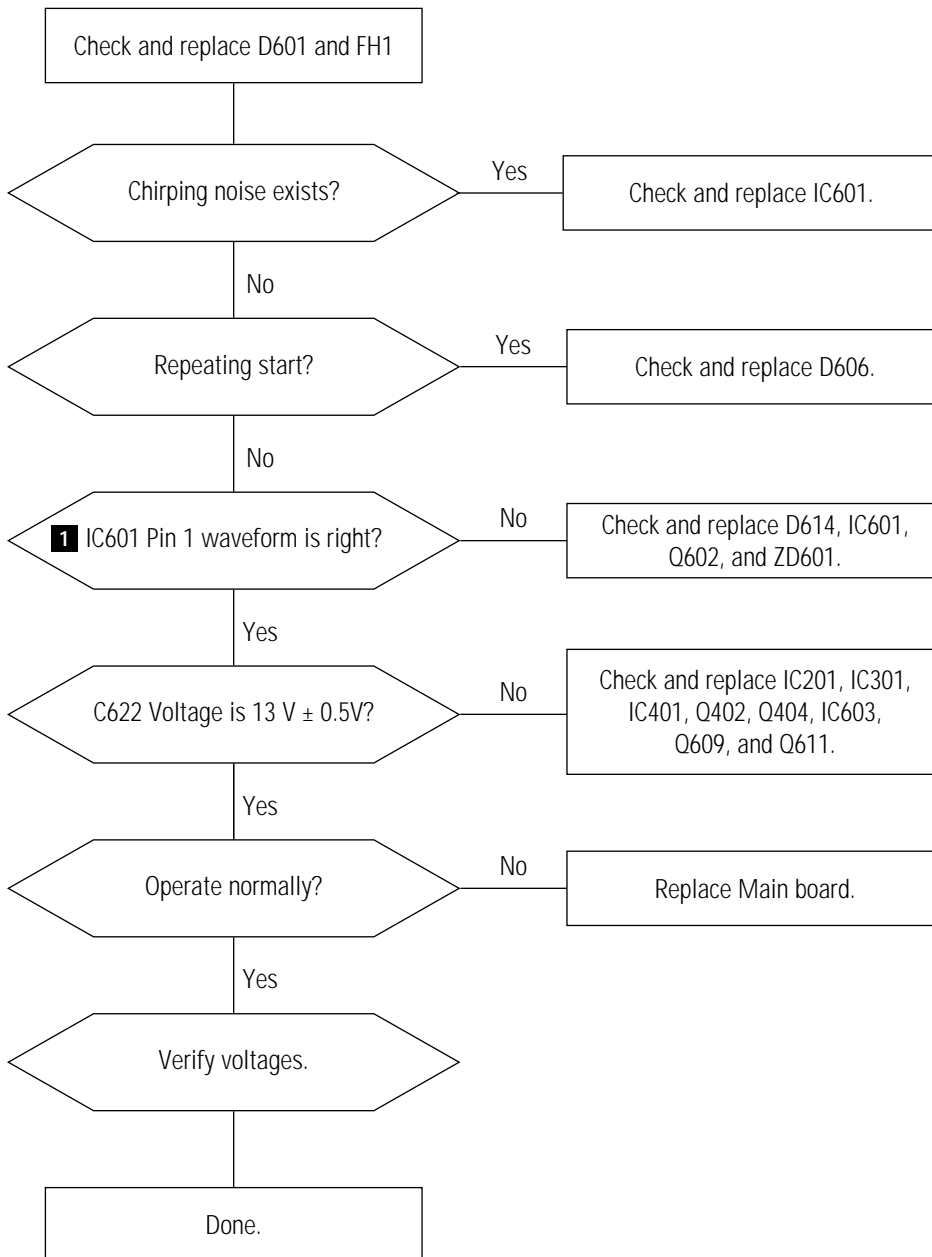 Check and replace D601 and FH1
Chirping noise exists?
Yes
Check and replace IC601.
No
Repeating start?
Yes
Check and replace D606.
No
1 IC601 Pin 1 waveform is right?
No
Check and replace D614, IC601,
Q602, and ZD601.
Yes
C622 Voltage is 13 V ± 0.5V?
No
Check and replace IC201, IC301,
IC401, Q402, Q404, IC603,
Q609, and Q611.
Yes
Operate normally?
No
Replace Main board.
Yes
Verify voltages.
Done.